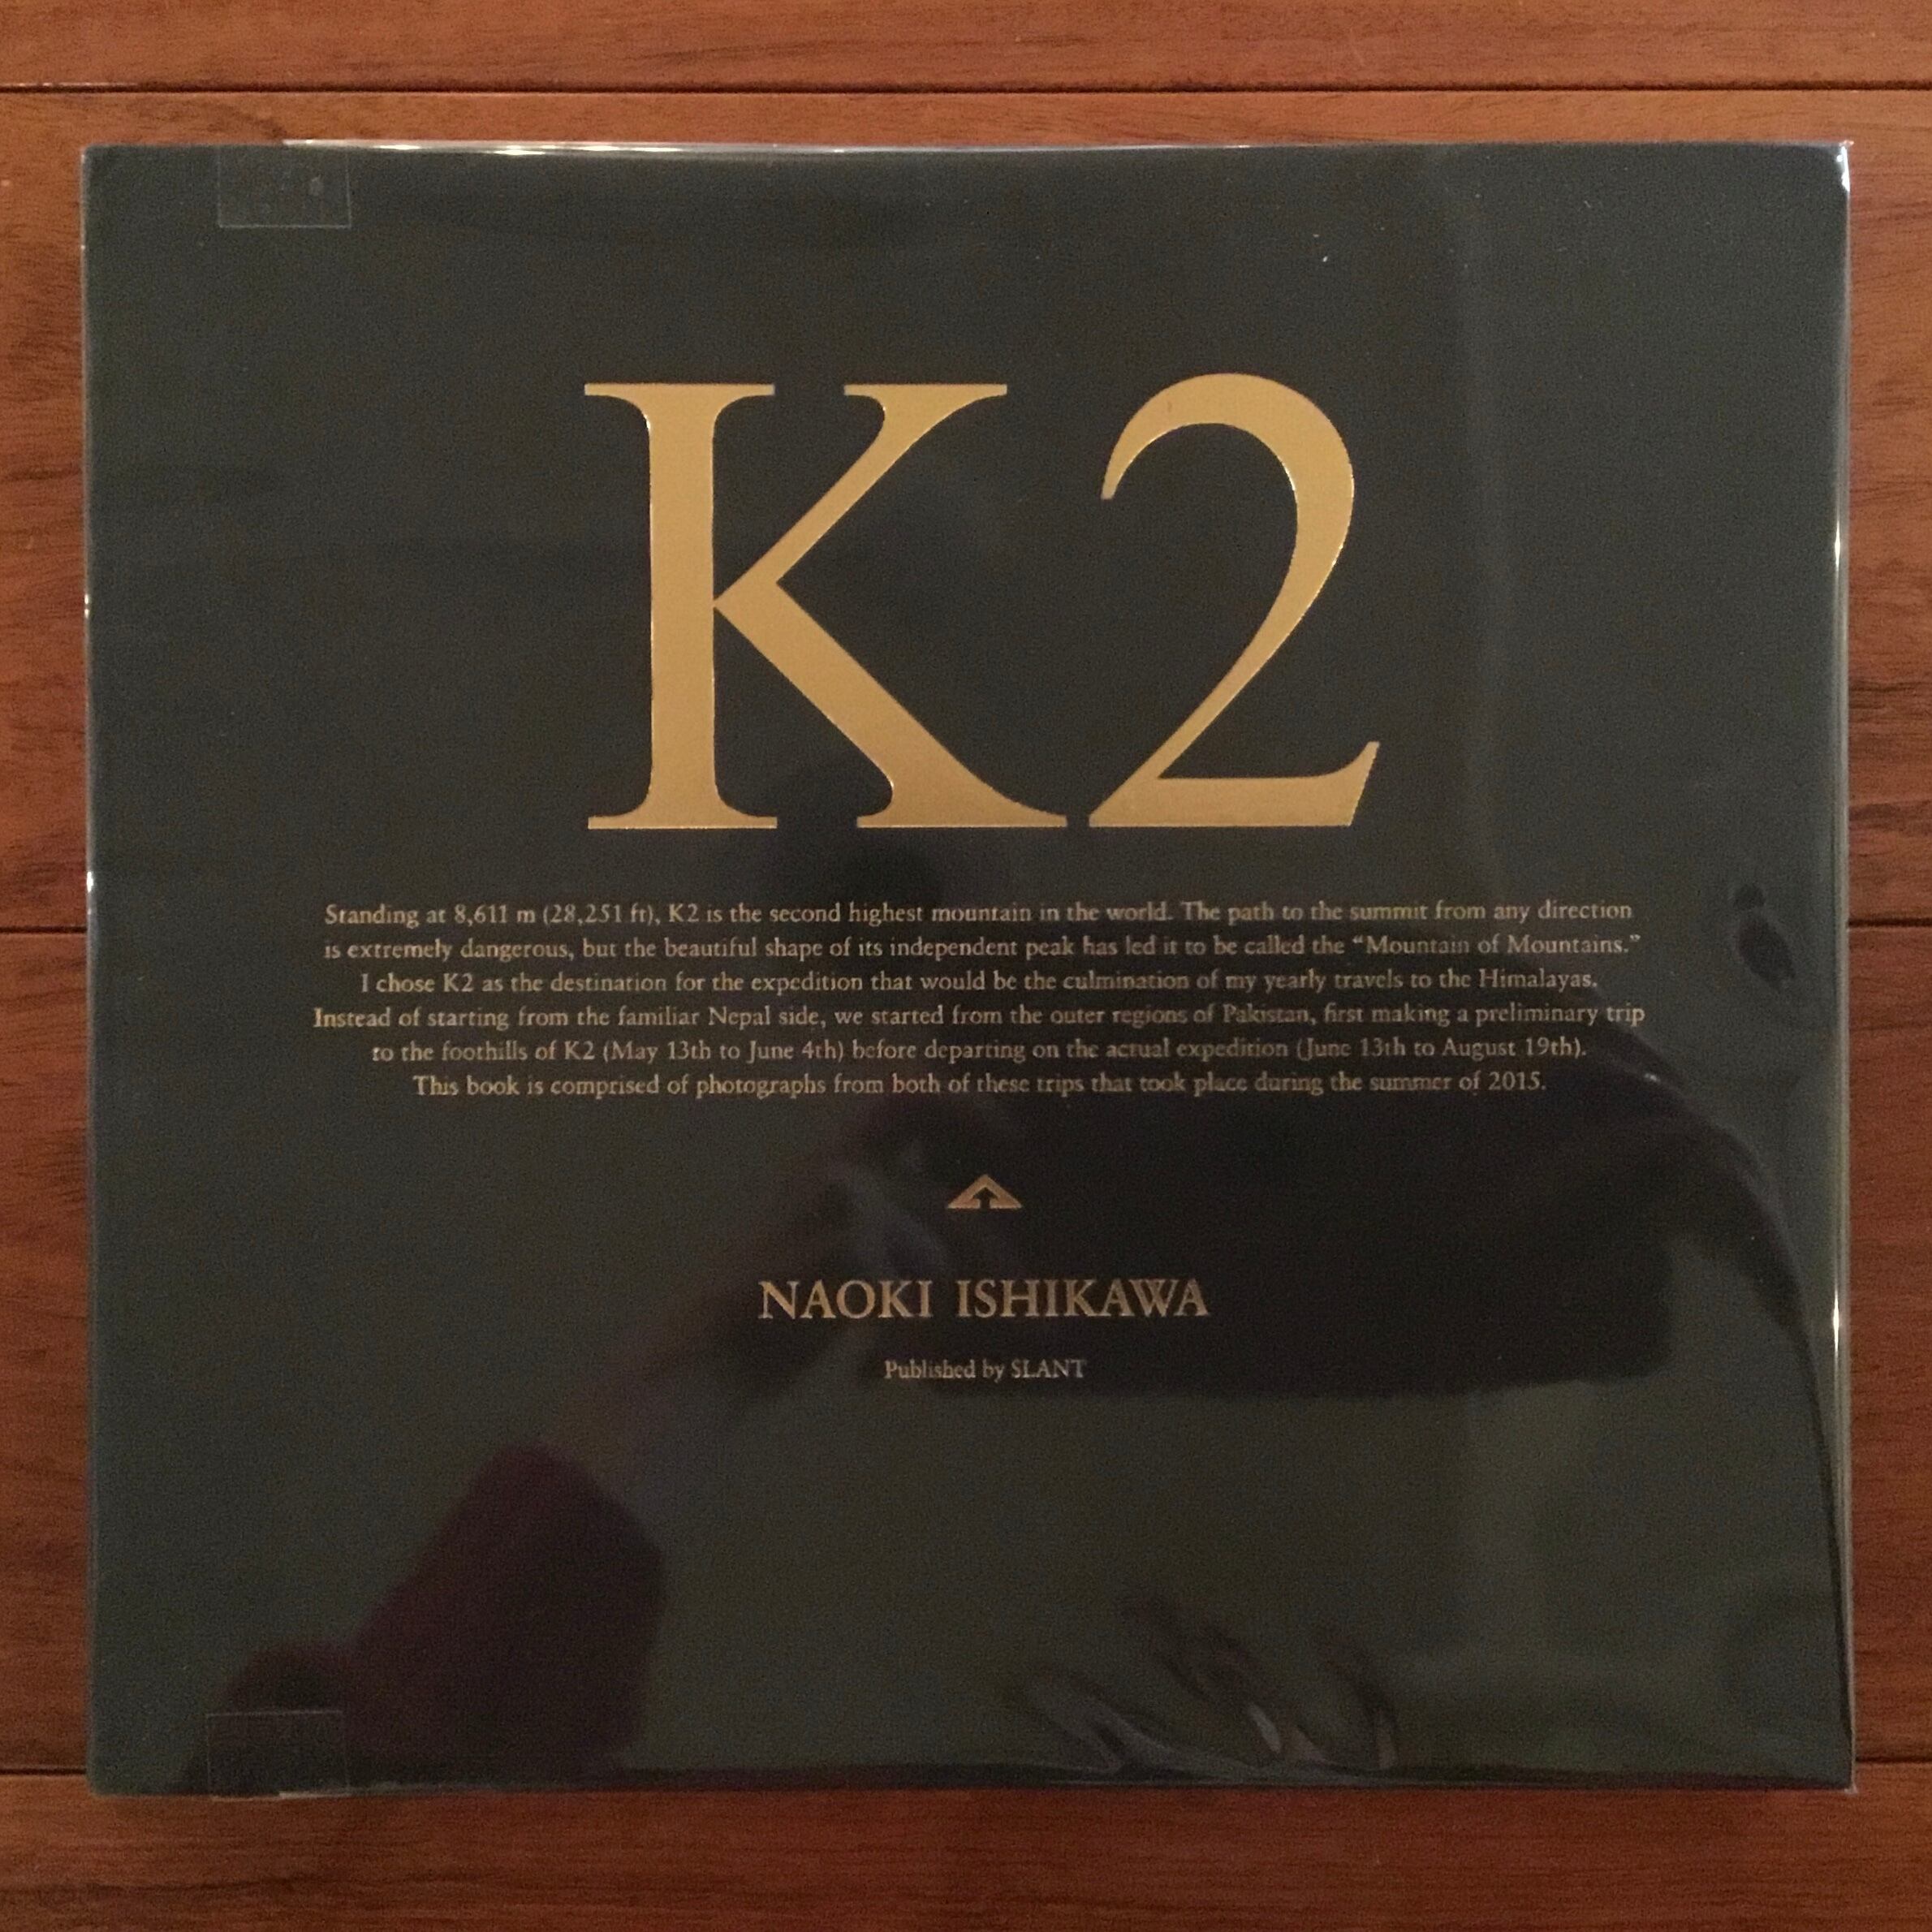 K2
Standing at 8,611 m (28,251 ft), K2 is the second highest mountain in the world. The path to the summit from any direction
is extremely dangerous, but the beautiful shape of its independent peak has led it to be called the “Mountain of Mountains.”
I chose K2 as the destination for the expedition that would be the culmination of my yearly travels to the Himalayas.
Instead of starting from the familiar Nepal side, we started from the outer regions of Pakistan, first making a preliminary trip
to the foothills of K2 (May 13th to June 4th) before departing on the actual expedition (June 13th to August 19th).
This book is comprised of photographs from both of these trips that took place during the summer of 2015.
NAOKI ISHIKAWA
Published by SLANT